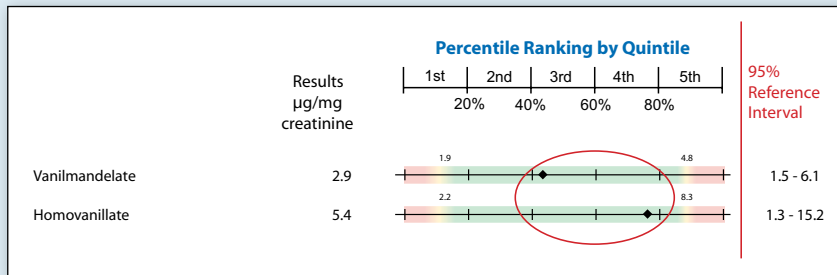 Percentile Ranking by Quintile
1st 2nd 3rd 4th 5th
20% 40% 60% 80%
Results
µg/mg
creatinine
95%
Reference
Interval
1.9 4.8
Vanilmandelate 2.9 1.5 - 6.1
2.2 8.3
Homovanillate 5.4 1.3 - 15.2